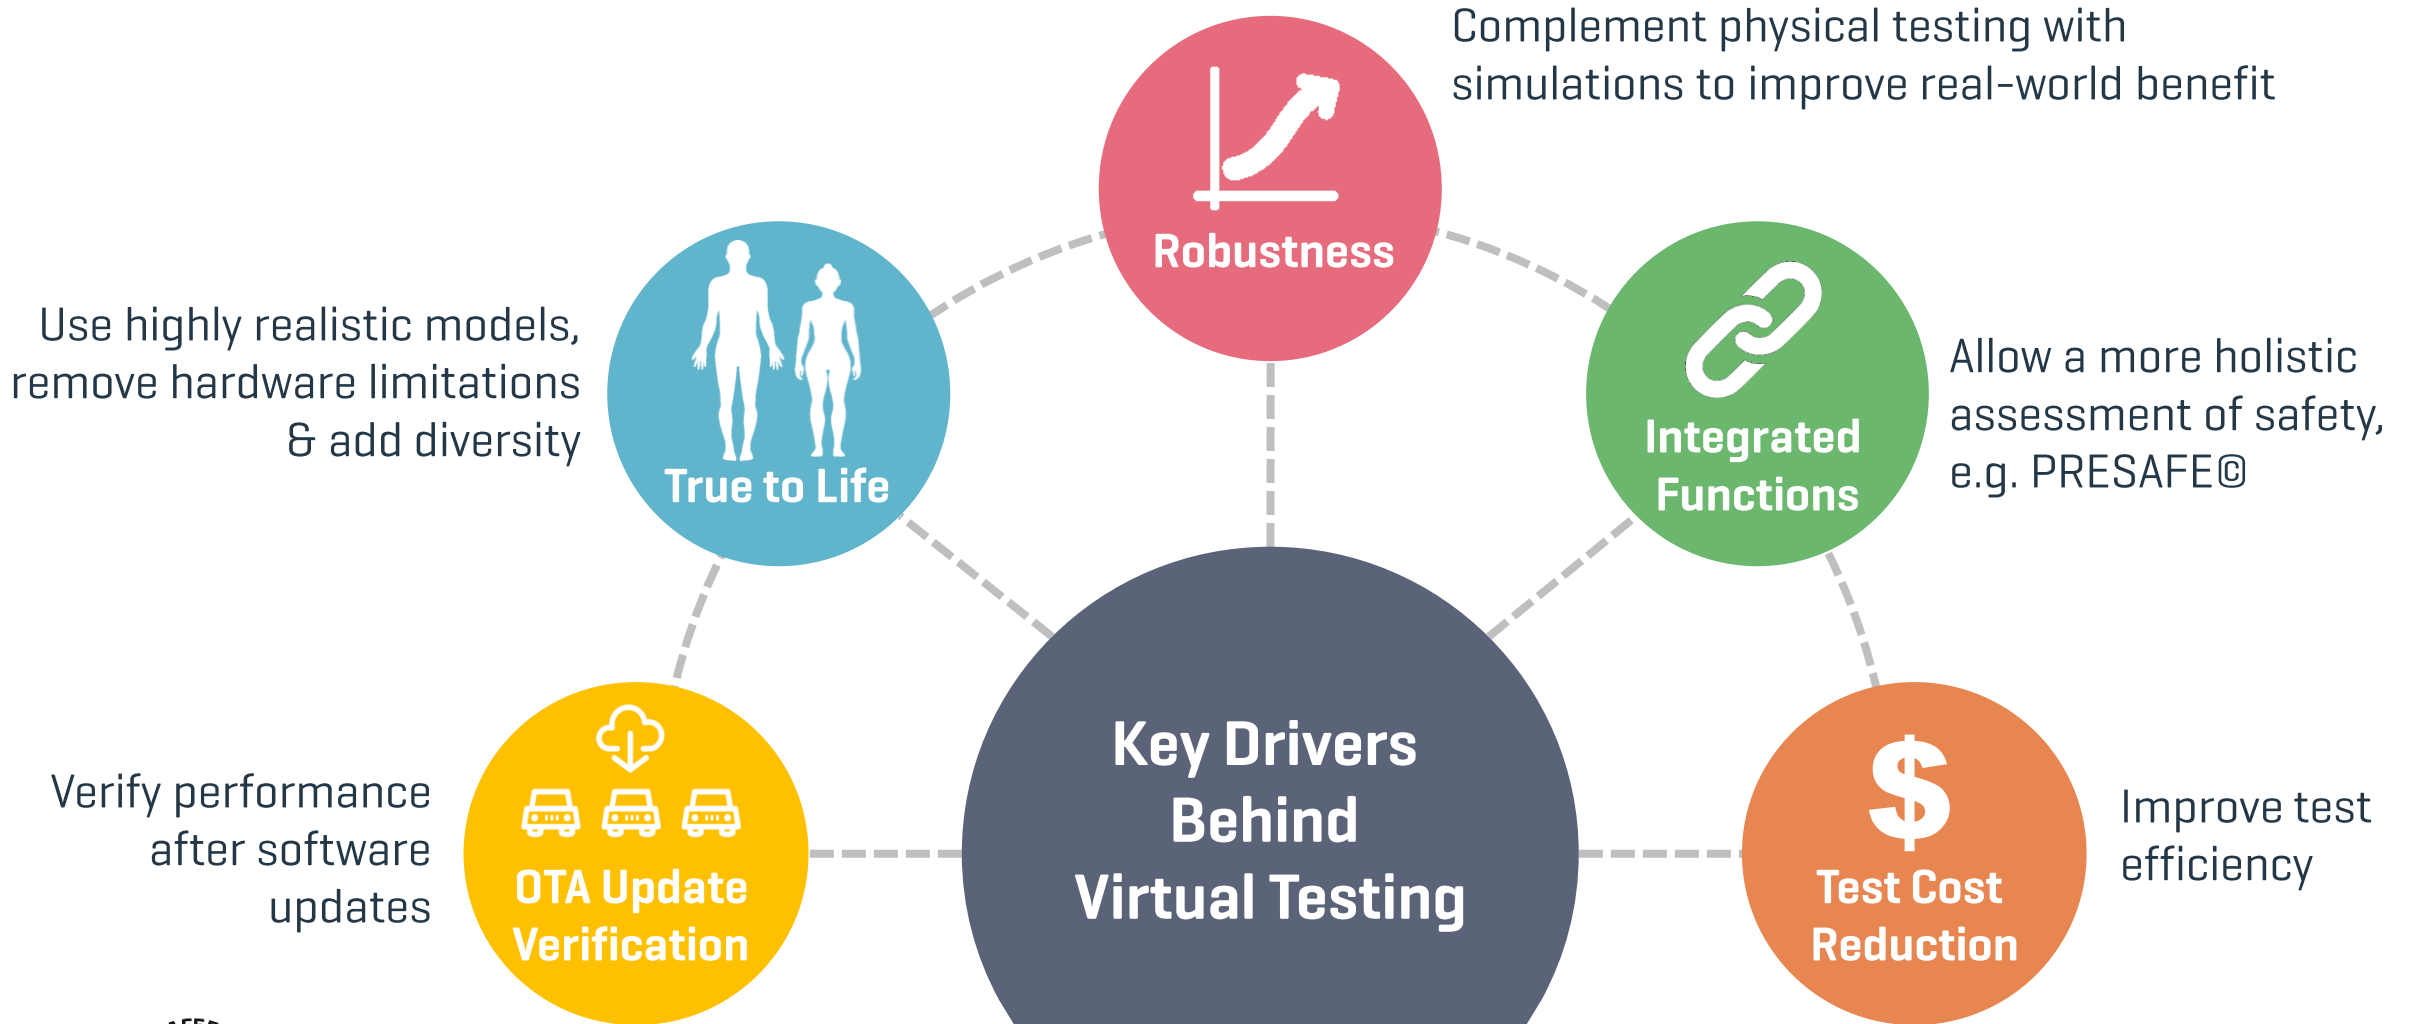 Complement physical testing with
simulations to improve real-world benefit
Robustness
Use highly realistic models,
remove hardware limitations
& add diversity
True to Life
Integrated
Functions
Allow a more holistic
assessment of safety,
e.g. PRESAFE©
Verify performance
after software
updates
OTA Update
Verification
Key Drivers
Behind
Virtual Testing
$
Test Cost
Reduction
Improve test
efficiency